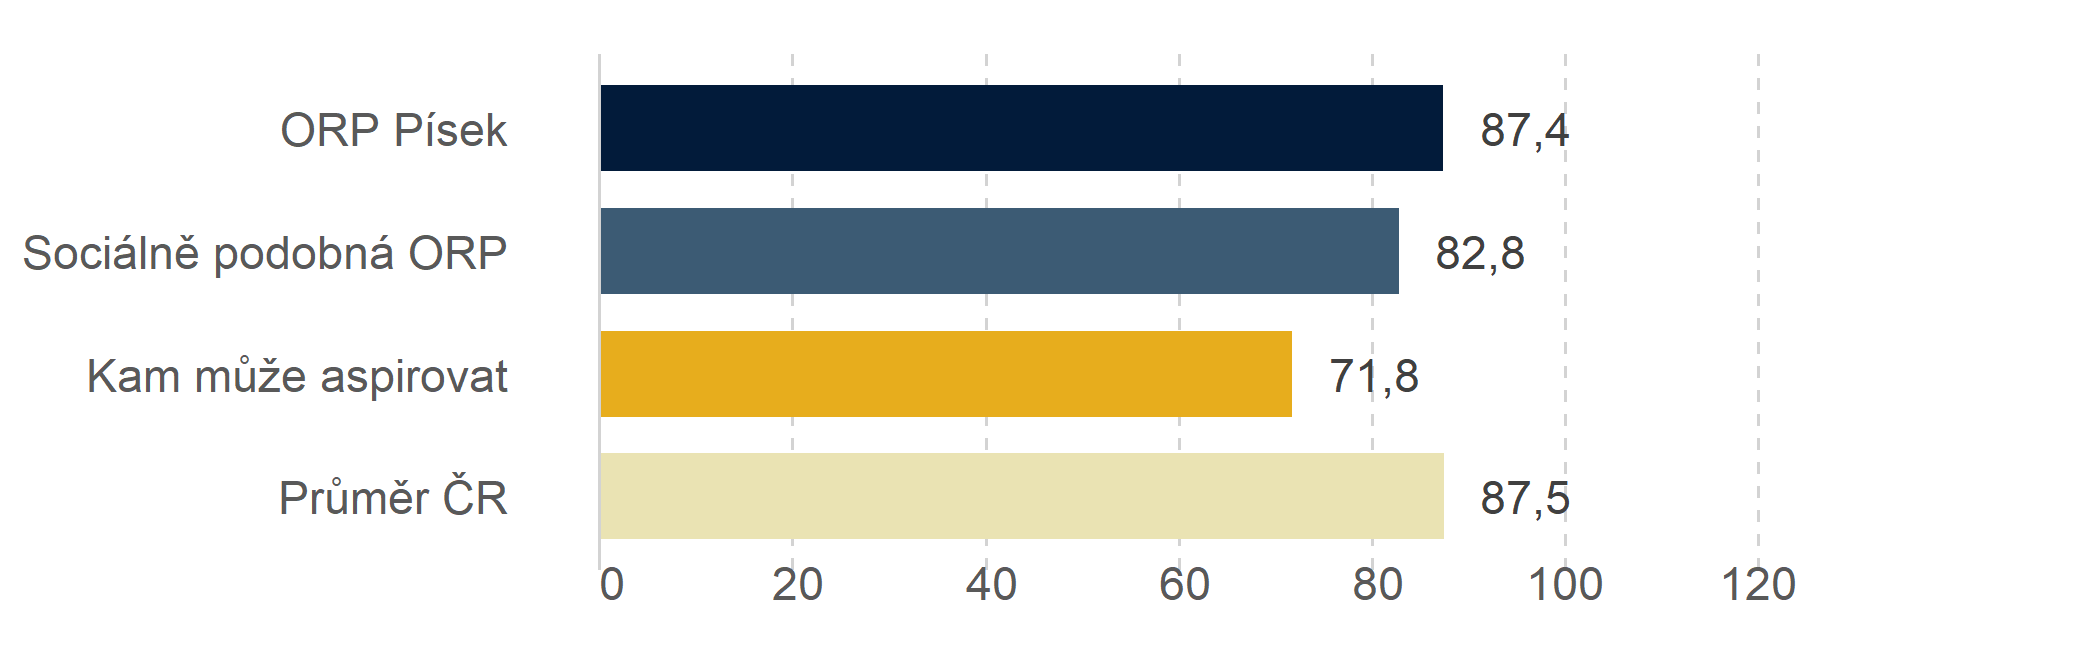 ORP Písek
87,4
Sociálně podobná ORP
82,8
Kam může aspirovat
71,8
Průměr ČR
87,5
0 20 40 60 80 100 120